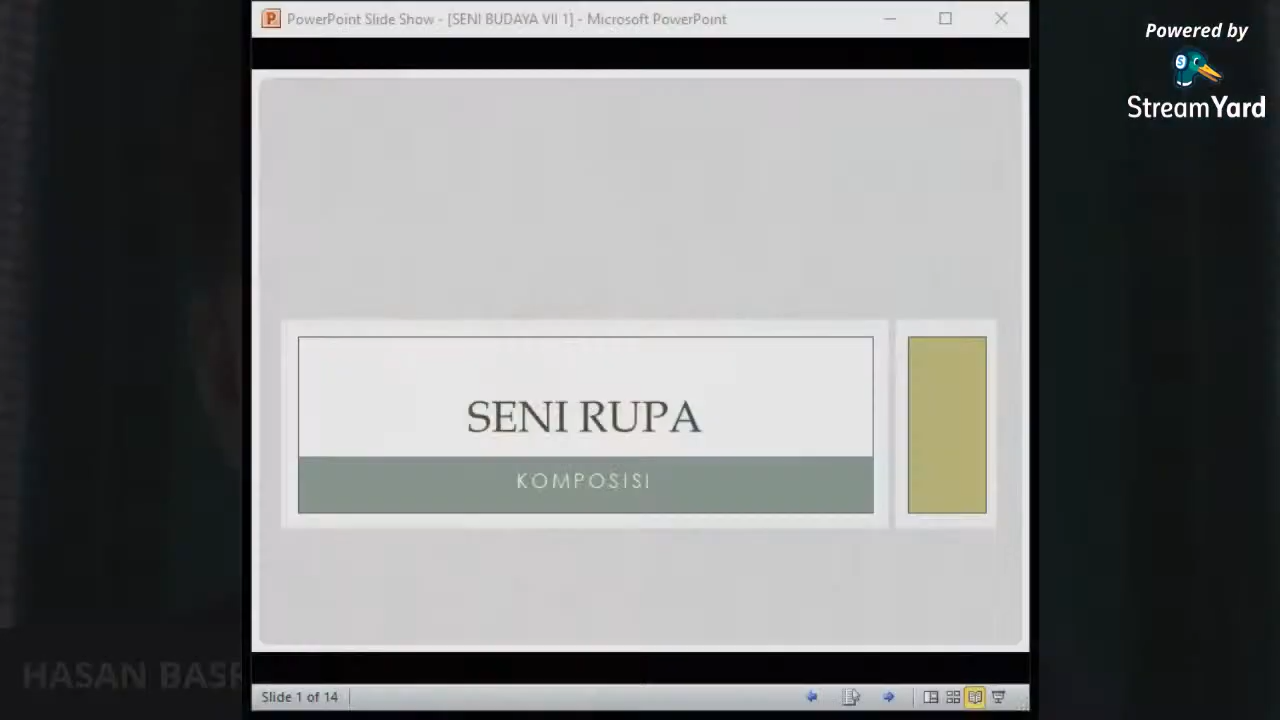 PowerPoint Slide Show - [SENI BUDAYA VII 1] - Microsoft PowerPoint
Powered by
StreamYard
SENI RUPA
KOMPOSISI
HASAN
Slide 1 of 14